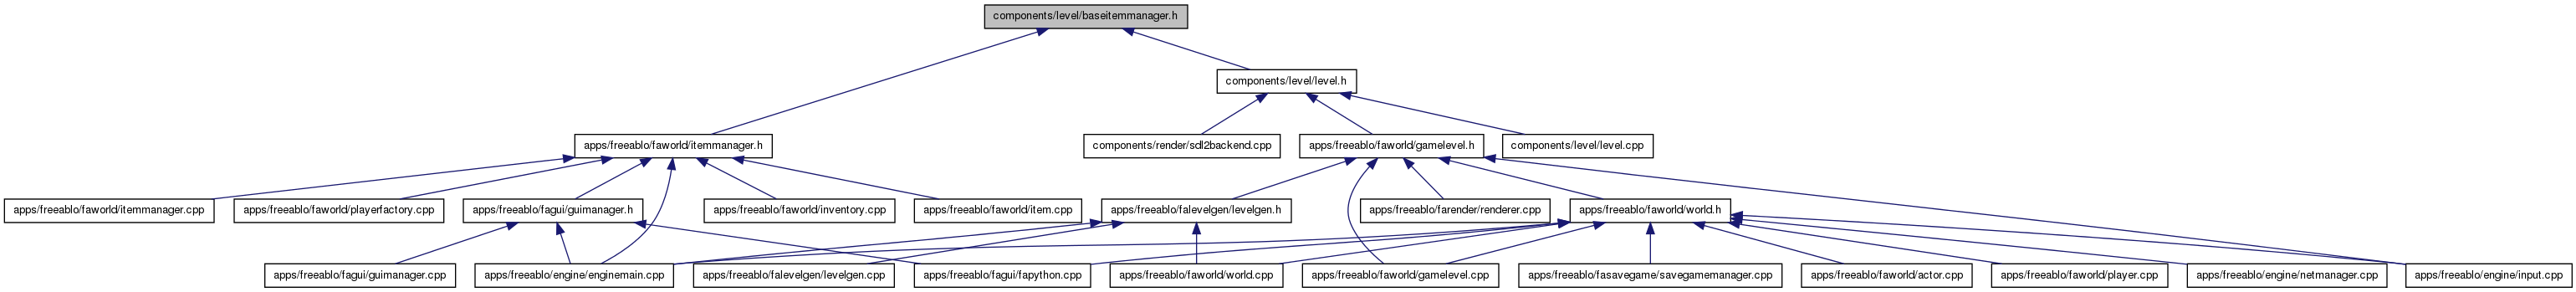 components/level/baseitemmanager.h
components/level/level.h
apps/freeablo/faworld/itemmanager.h
components/render/sdl2backend.cpp
apps/freeablo/faworld/gamelevel.h
components/level/level.cpp
apps/freeablo/faworld/itemmanager.cpp
apps/freeablo/faworld/playerfactory.cpp
apps/freeablo/fagui/guimanager.h
apps/freeablo/faworld/inventory.cpp
apps/freeablo/faworld/item.cpp
apps/freeablo/falevelgen/levelgen.h
apps/freeablo/farender/renderer.cpp
apps/freeablo/faworld/world.h
apps/freeablo/fagui/guimanager.cpp
apps/freeablo/engine/enginemain.cpp
apps/freeablo/falevelgen/levelgen.cpp
apps/freeablo/fagui/fapython.cpp
apps/freeablo/faworld/world.cpp
apps/freeablo/faworld/gamelevel.cpp
apps/freeablo/fasavegame/savegamemanager.cpp
apps/freeablo/faworld/actor.cpp
apps/freeablo/faworld/player.cpp
apps/freeablo/engine/netmanager.cpp
apps/freeablo/engine/input.cpp